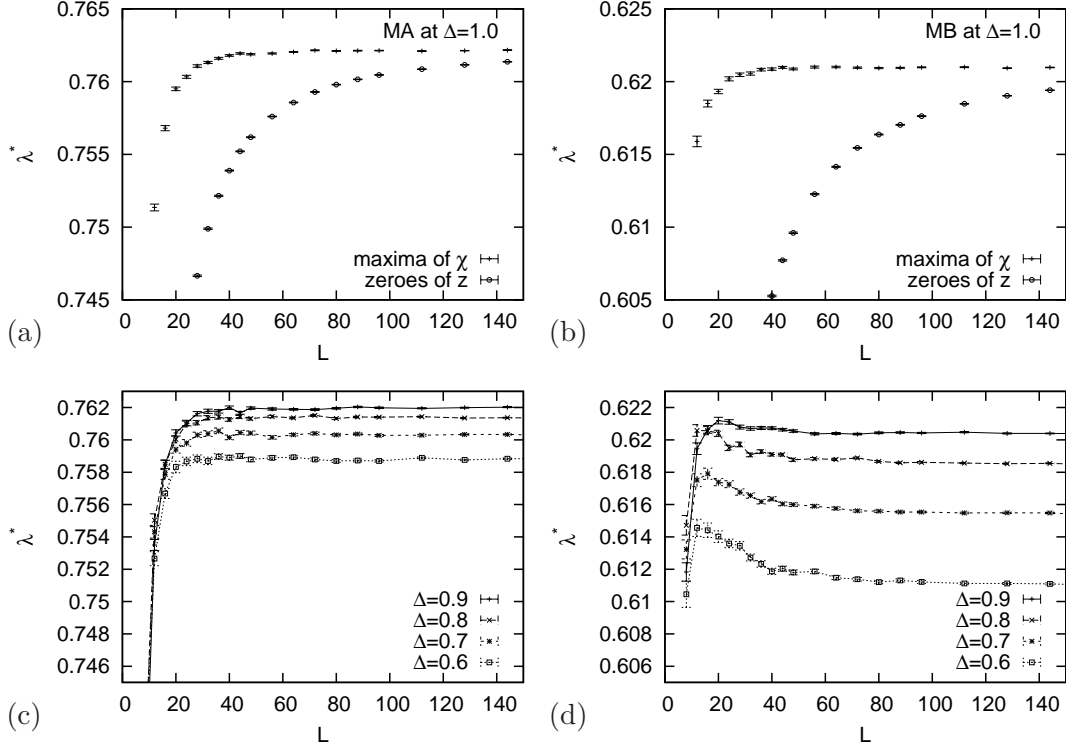 MA at Δ=1.0
0.765
0.76
0.755
0.75
0.745
λ*
maxima of χ
zeroes of z
0 20 40 60 80 100 120 140
(a)
L
MB at Δ=1.0
0.625
0.62
0.615
0.61
0.605
λ*
maxima of χ
zeroes of z
0 20 40 60 80 100 120 140
(b)
L
0.762
0.76
0.758
0.756
0.754
0.752
0.75
0.748
0.746
λ*
Δ=0.9
Δ=0.8
Δ=0.7
Δ=0.6
0 20 40 60 80 100 120 140
(c)
L
0.622
0.62
0.618
0.616
0.614
0.612
0.61
0.608
0.606
λ*
Δ=0.9
Δ=0.8
Δ=0.7
Δ=0.6
0 20 40 60 80 100 120 140
(d)
L